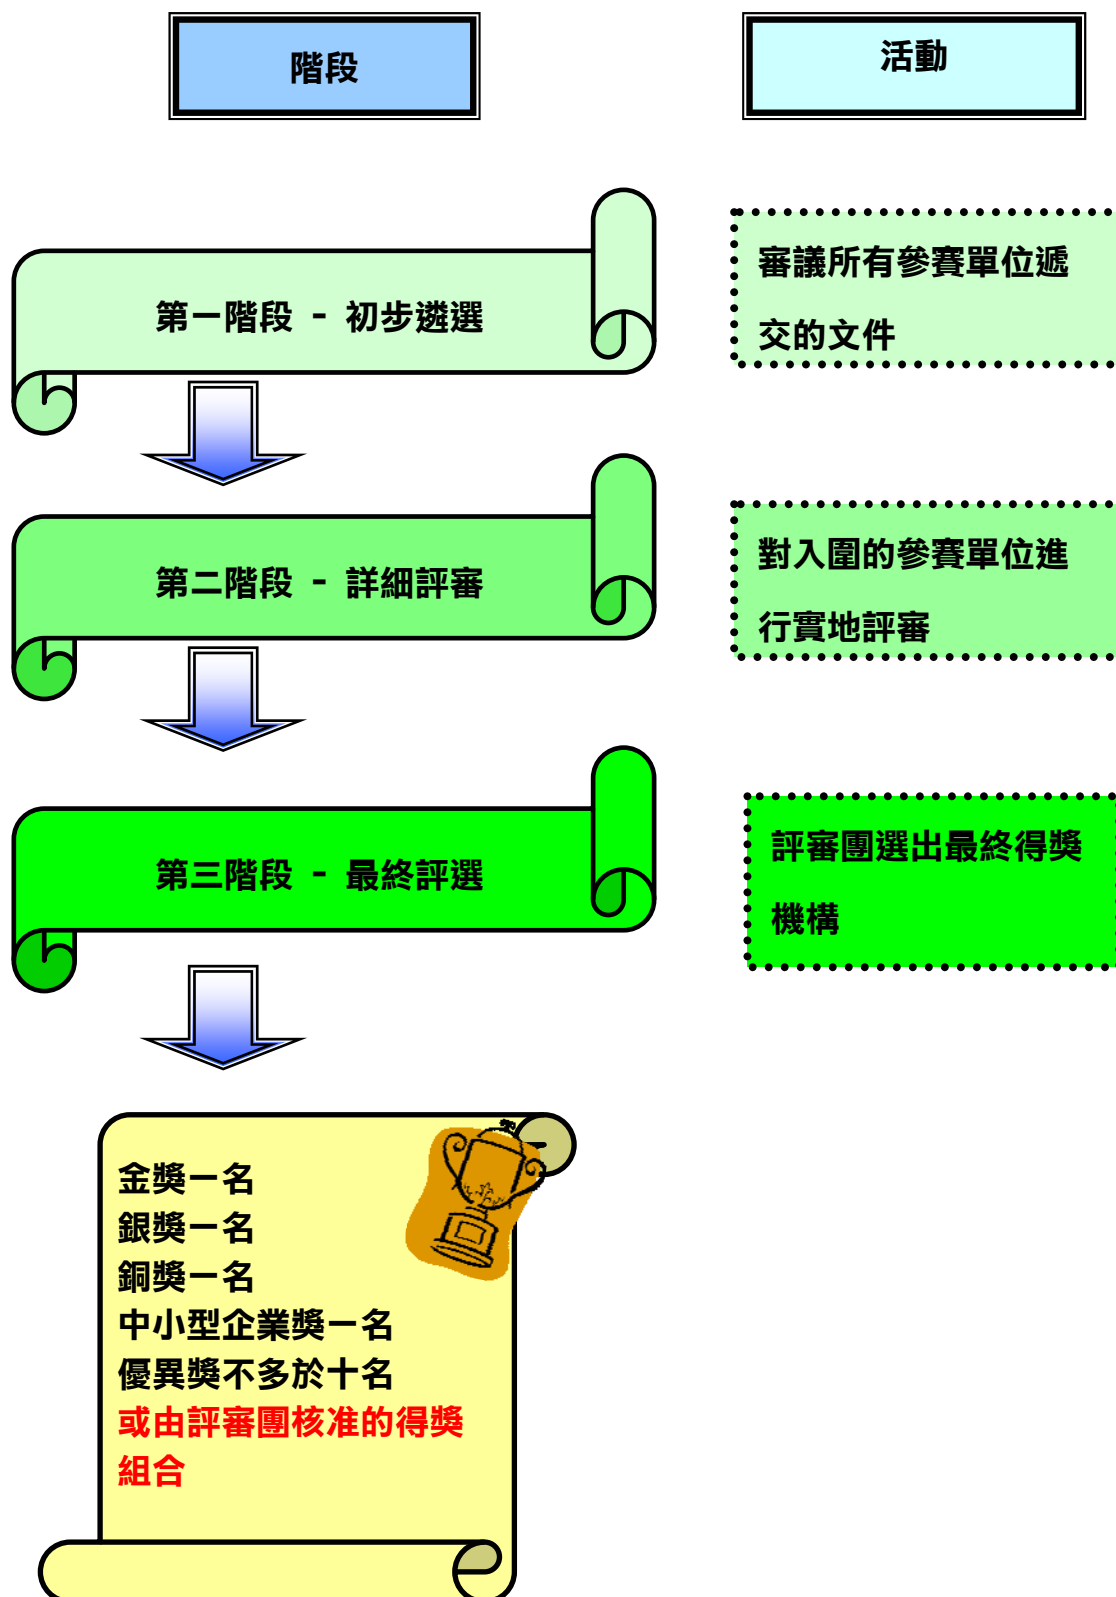 階段
活動
第一階段 - 初步遴選
審議所有參賽單位遞
交的文件
第二階段 - 詳細評審
對入圍的參賽單位進
行實地評審
第三階段 - 最終評選
評審團選出最終得獎
機構
金獎一名
銀獎一名
銅獎一名
中小型企業獎一名
優異獎不多於十名
或由評審團核准的得獎
組合